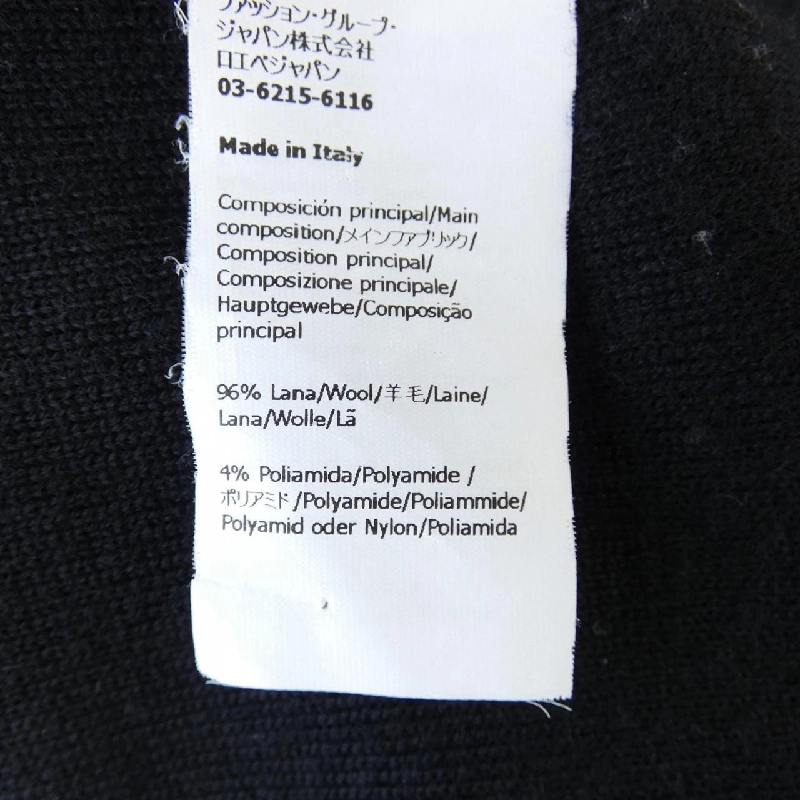 ファッション・グループ・
ジャパン株式会社
ロエベジャパン
03-6215-6116
Made in Italy
Composición principal/Main
composition/メインファブリック/
Composition principal/
Composizione principale/
Hauptgewebe/Composição
principal
96% Lana/Wool/羊毛/Laine/
Lana/Wolle/Lã
4% Poliamida/Polyamide /
ポリアミド/Polyamide/Poliammide/
Polyamid oder Nylon/Poliamida